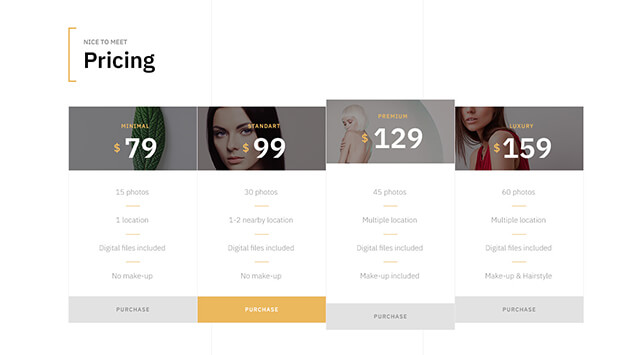 NICE TO MEET
Pricing
MINIMAL
$ 79
15 photos
1 location
Digital files included
No make-up
PURCHASE
STANDART
$ 99
30 photos
1-2 nearby location
Digital files included
No make-up
PURCHASE
PREMIUM
$ 129
45 photos
Multiple location
Digital files included
Make-up included
PURCHASE
LUXURY
$ 159
60 photos
Multiple location
Digital files included
Make-up & Hairstyle
PURCHASE